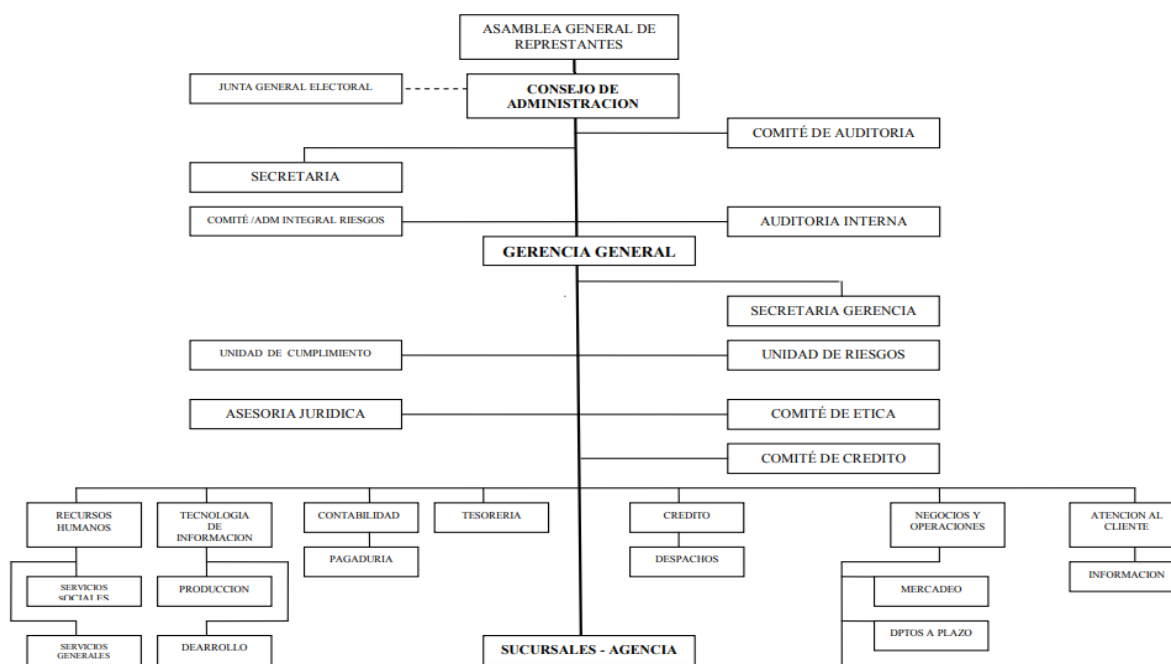 ASAMBLEA GENERAL DE
REPRESTANTES
JUNTA GENERAL ELECTORAL
CONSEJO DE
ADMINISTRACION
COMITÉ DE AUDITORIA
SECRETARIA
COMITÉ /ADM INTEGRAL RIESGOS
AUDITORIA INTERNA
GERENCIA GENERAL
SECRETARIA GERENCIA
UNIDAD DE CUMPLIMIENTO
UNIDAD DE RIESGOS
ASESORIA JURIDICA
COMITÉ DE ETICA
COMITÉ DE CREDITO
RECURSOS
HUMANOS
TECNOLOGIA
DE
INFORMACION
CONTABILIDAD
TESORERIA
CREDITO
NEGOCIOS Y
OPERACIONES
ATENCION AL
CLIENTE
PAGADURIA
DESPACHOS
INFORMACION
SERVICIOS
SOCIALES
PRODUCCION
MERCADEO
SERVICIOS
GENERALES
DEARROLLO
SUCURSALES - AGENCIA
DPTOS A PLAZO